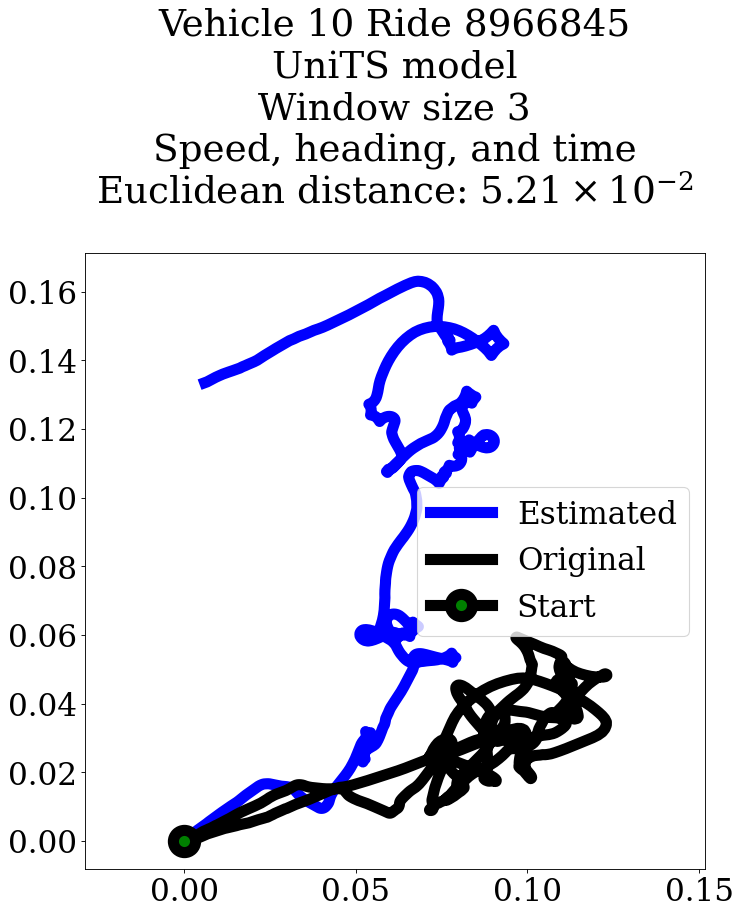 Vehicle 10 Ride 8966845
UniTS model
Window size 3
Speed, heading, and time
Euclidean distance: 5.21 × 10⁻²
0.16
0.14
0.12
0.10
0.08
0.06
0.04
0.02
0.00
Estimated
Original
Start
0.00 0.05 0.10 0.15